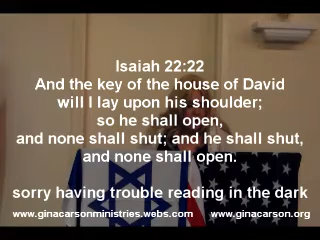 Isaiah 22:22
And the key of the house of David
will I lay upon his shoulder;
so he shall open,
and none shall shut; and he shall shut,
and none shall open.
sorry having trouble reading in the dark
www.ginacarsonministries.webs.com www.ginacarson.org